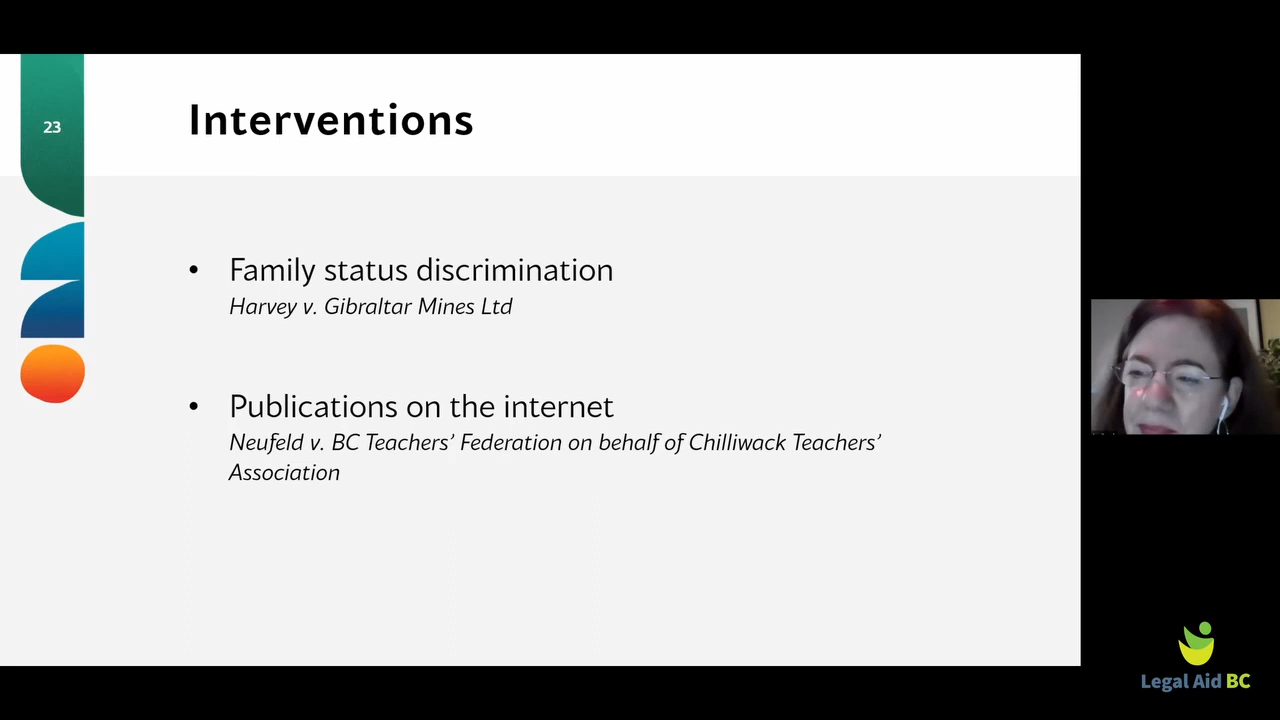 23
Interventions
• Family status discrimination
Harvey v. Gibraltar Mines Ltd
• Publications on the internet
Neufeld v. BC Teachers’ Federation on behalf of Chilliwack Teachers’
Association
Legal Aid BC